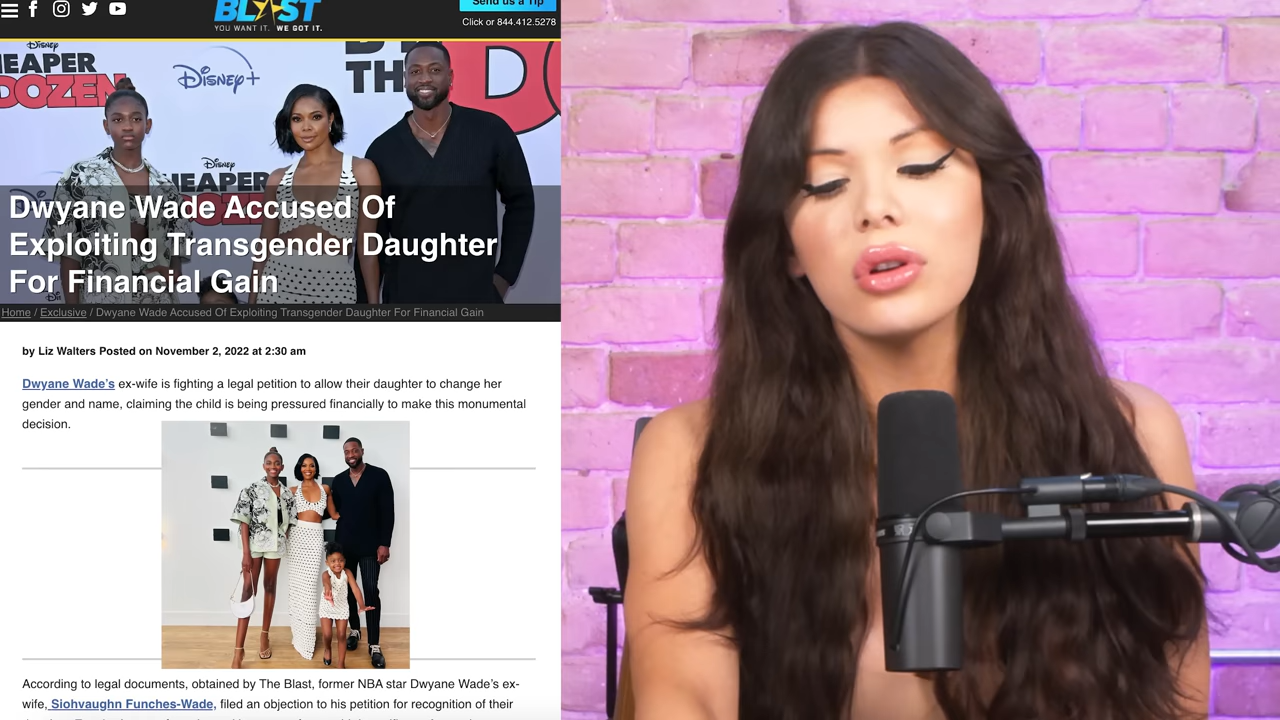 BLAST
YOU WANT IT. WE GOT IT.
Send us a Tip
Click or 844.412.5278
Disney
HEAPER
DOZEN
Disney+
THE
D
Disney
HEAPER
Dwyane Wade Accused Of
Exploiting Transgender Daughter
For Financial Gain
Home / Exclusive / Dwyane Wade Accused Of Exploiting Transgender Daughter For Financial Gain
by Liz Walters Posted on November 2, 2022 at 2:30 am
Dwyane Wade’s ex-wife is fighting a legal petition to allow their daughter to change her
gender and name, claiming the child is being pressured financially to make this monumental
decision.
According to legal documents, obtained by The Blast, former NBA star Dwyane Wade’s ex-
wife, Siohvaughn Funches-Wade, filed an objection to his petition for recognition of their